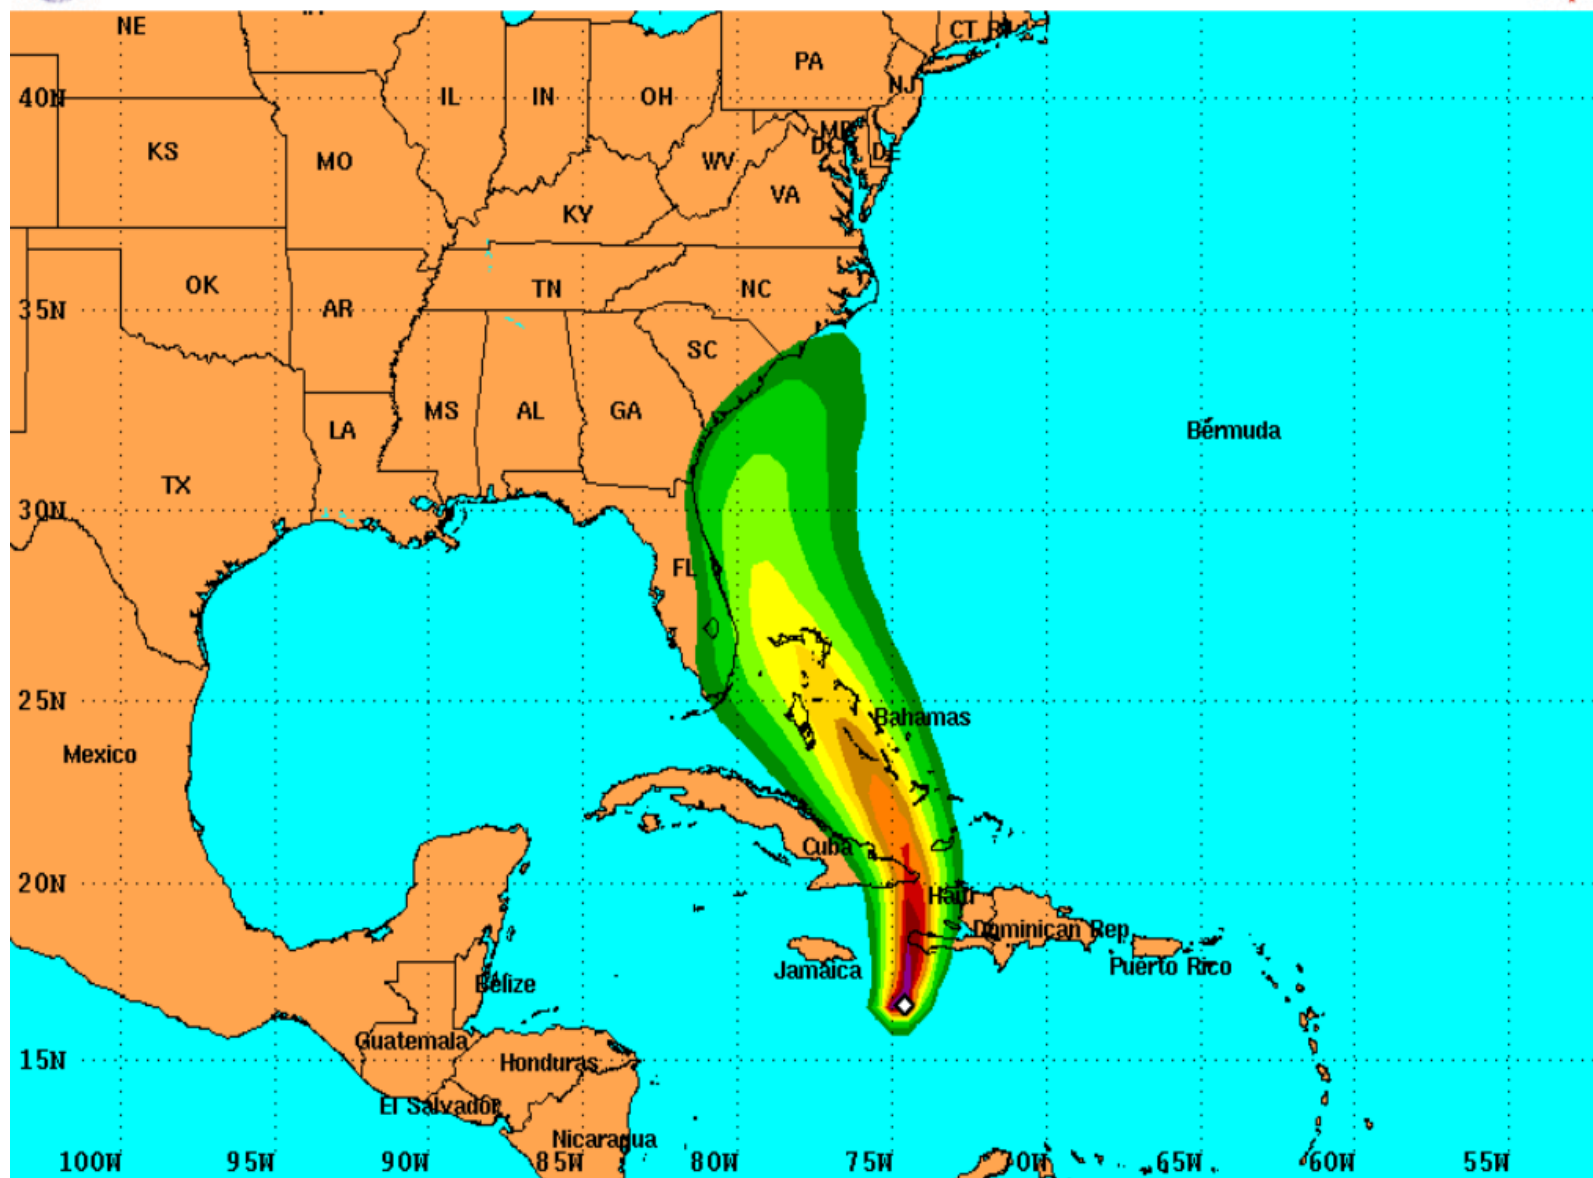 NE
CT RI
PA
NJ
40N
IL
IN
OH
MD
DC
DE
KS
MO
WV
VA
KY
OK
TN
NC
AR
35N
SC
MS
AL
GA
LA
Bermuda
TX
30N
FL
25N
Bahamas
Mexico
Cuba
20N
Haiti
Dominican Rep
Jamaica
Puerto Rico
Belize
Guatemala
15N
Honduras
El Salvador
Nicaragua
100W 95W 90W 85W 80W 75W 70W 65W 60W 55W